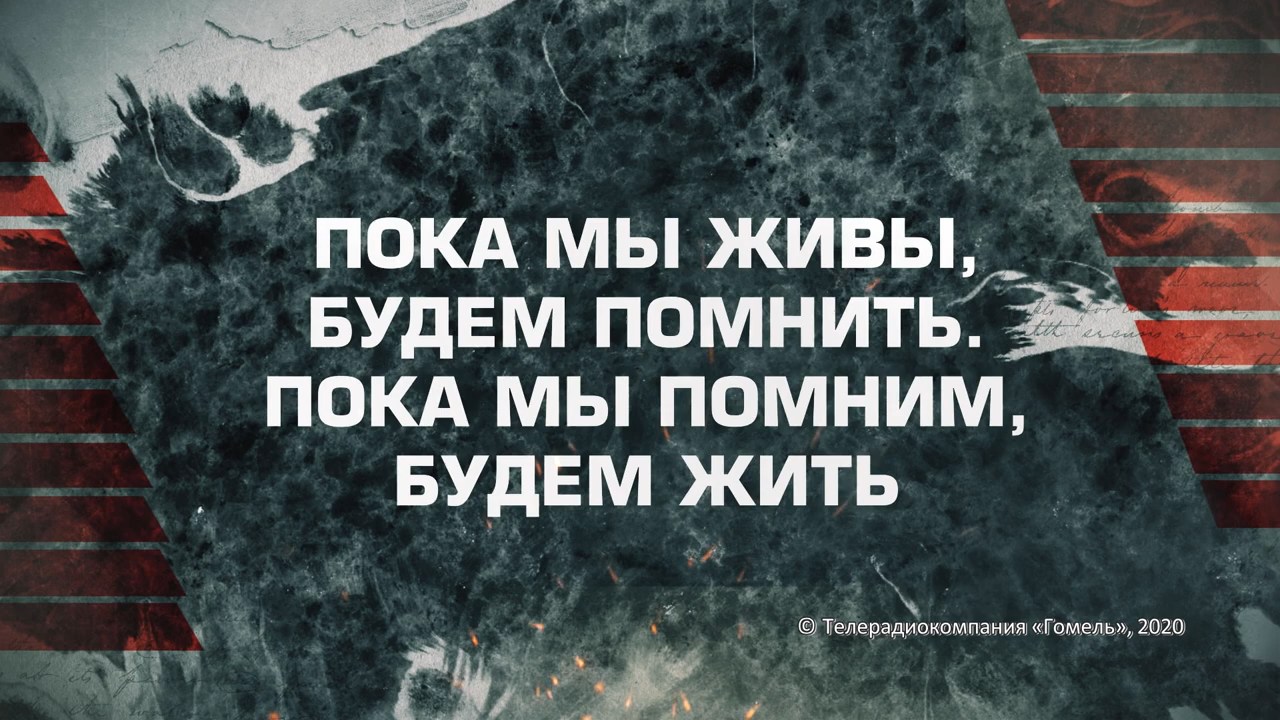 ПОКА МЫ ЖИВЫ,
БУДЕМ ПОМНИТЬ.
ПОКА МЫ ПОМНИМ,
БУДЕМ ЖИТЬ
© Телерадиокомпания «Гомель», 2020